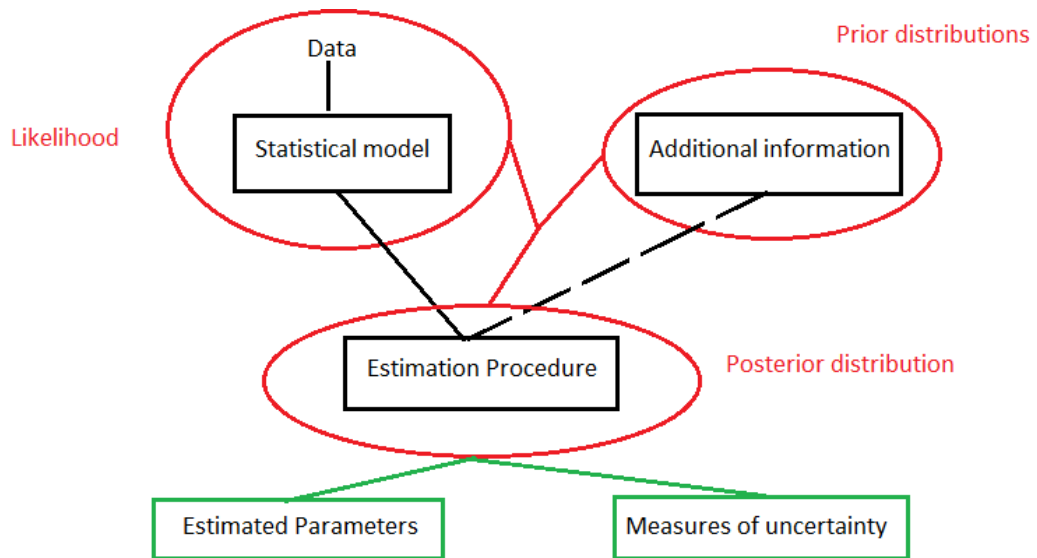 Prior distributions
Data
Likelihood
Statistical model
Additional information
Estimation Procedure
Posterior distribution
Estimated Parameters
Measures of uncertainty